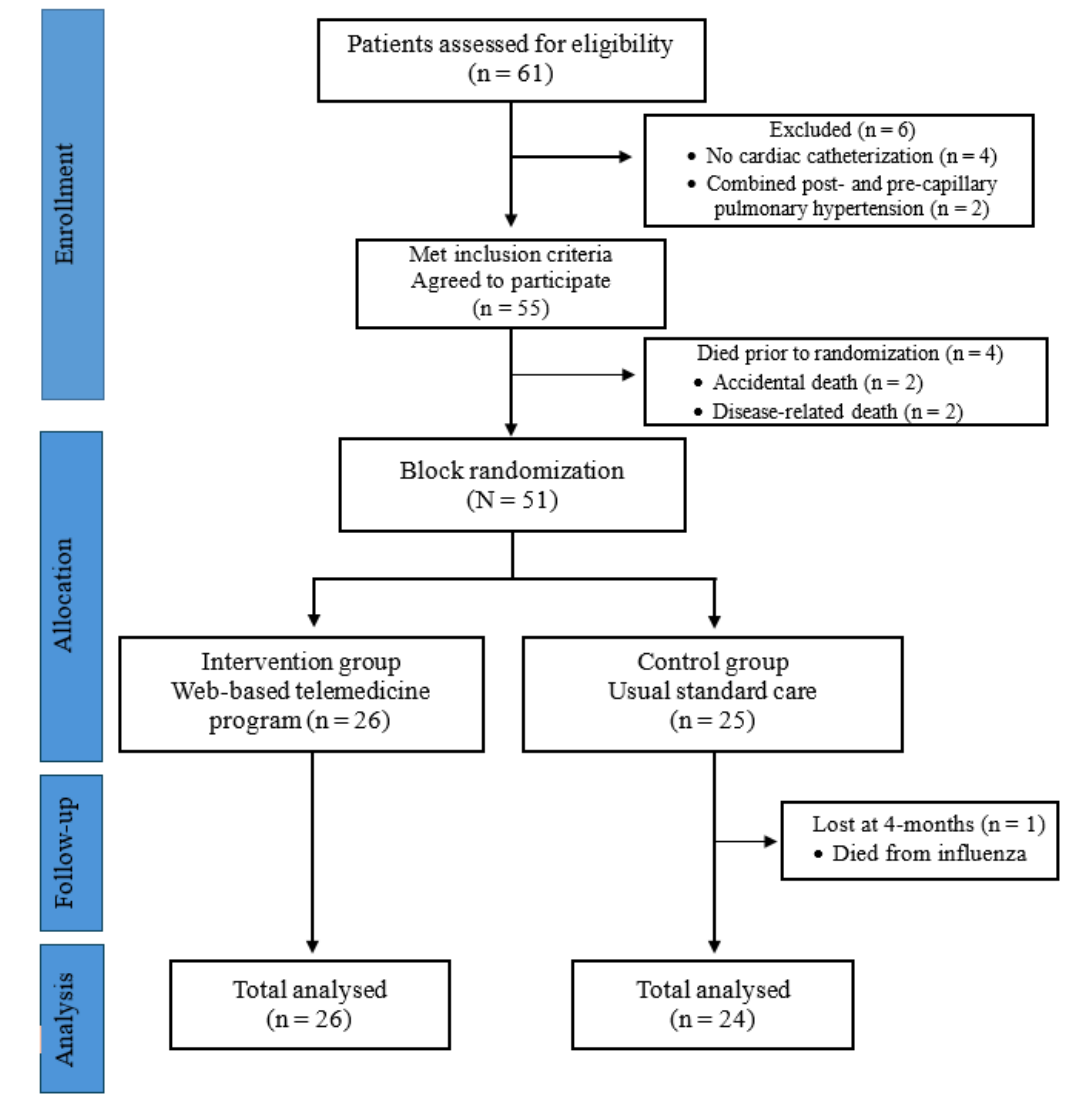 Enrollment
Patients assessed for eligibility
(n = 61)
Excluded (n = 6)
• No cardiac catheterization (n = 4)
• Combined post- and pre-capillary
pulmonary hypertension (n = 2)
Met inclusion criteria
Agreed to participate
(n = 55)
Died prior to randomization (n = 4)
• Accidental death (n = 2)
• Disease-related death (n = 2)
Allocation
Block randomization
(N = 51)
Intervention group
Web-based telemedicine
program (n = 26)
Control group
Usual standard care
(n = 25)
Follow-up
Lost at 4-months (n = 1)
• Died from influenza
Analysis
Total analysed
(n = 26)
Total analysed
(n = 24)